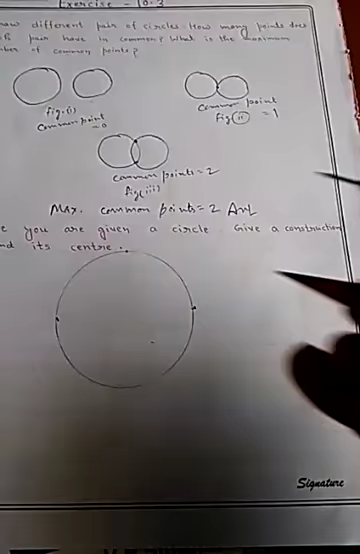 Exercise - 10.3
different pair of circles. How many points does
pair have in common? What is the maximum
of common points?
fig.(i)
Common point
=0
Common point
Fig(ii) =1
common points=2
fig(iii)
Max. common points=2 Ans
you are given a circle. Give a construction
its centre.
Signature